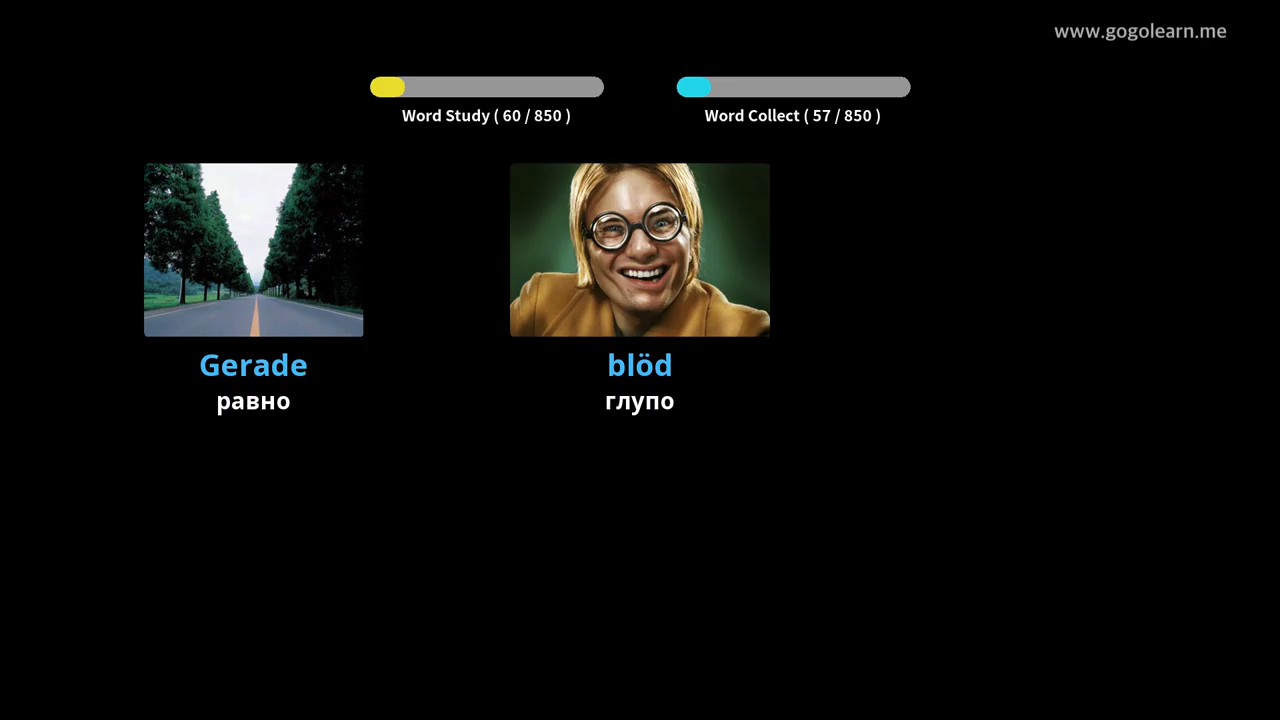 www.gogolearn.me
Word Study ( 60 / 850 )
Word Collect ( 57 / 850 )
Gerade
равно
blöd
глупо